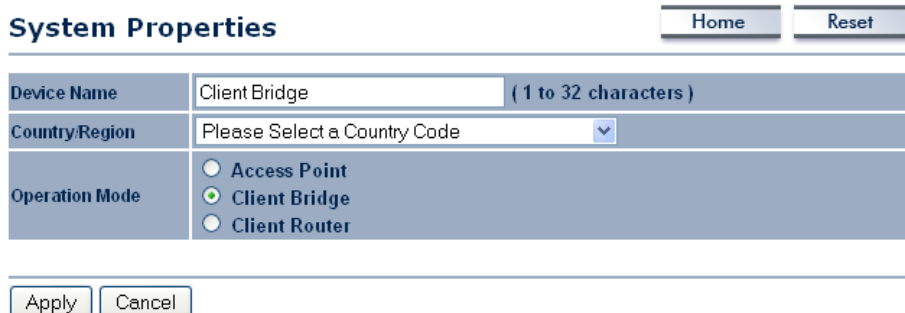 System Properties
Home
Reset
Device Name
Client Bridge
( 1 to 32 characters )
Country/Region
Please Select a Country Code
Operation Mode
Access Point
Client Bridge
Client Router
Apply
Cancel